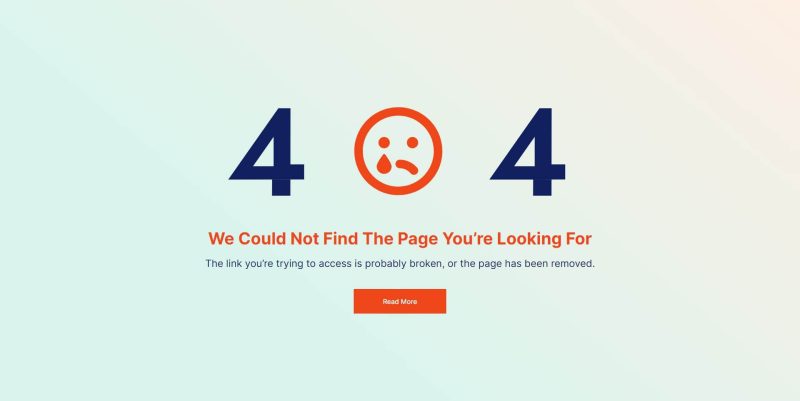 4 4
We Could Not Find The Page You’re Looking For
The link you’re trying to access is probably broken, or the page has been removed.
Read More